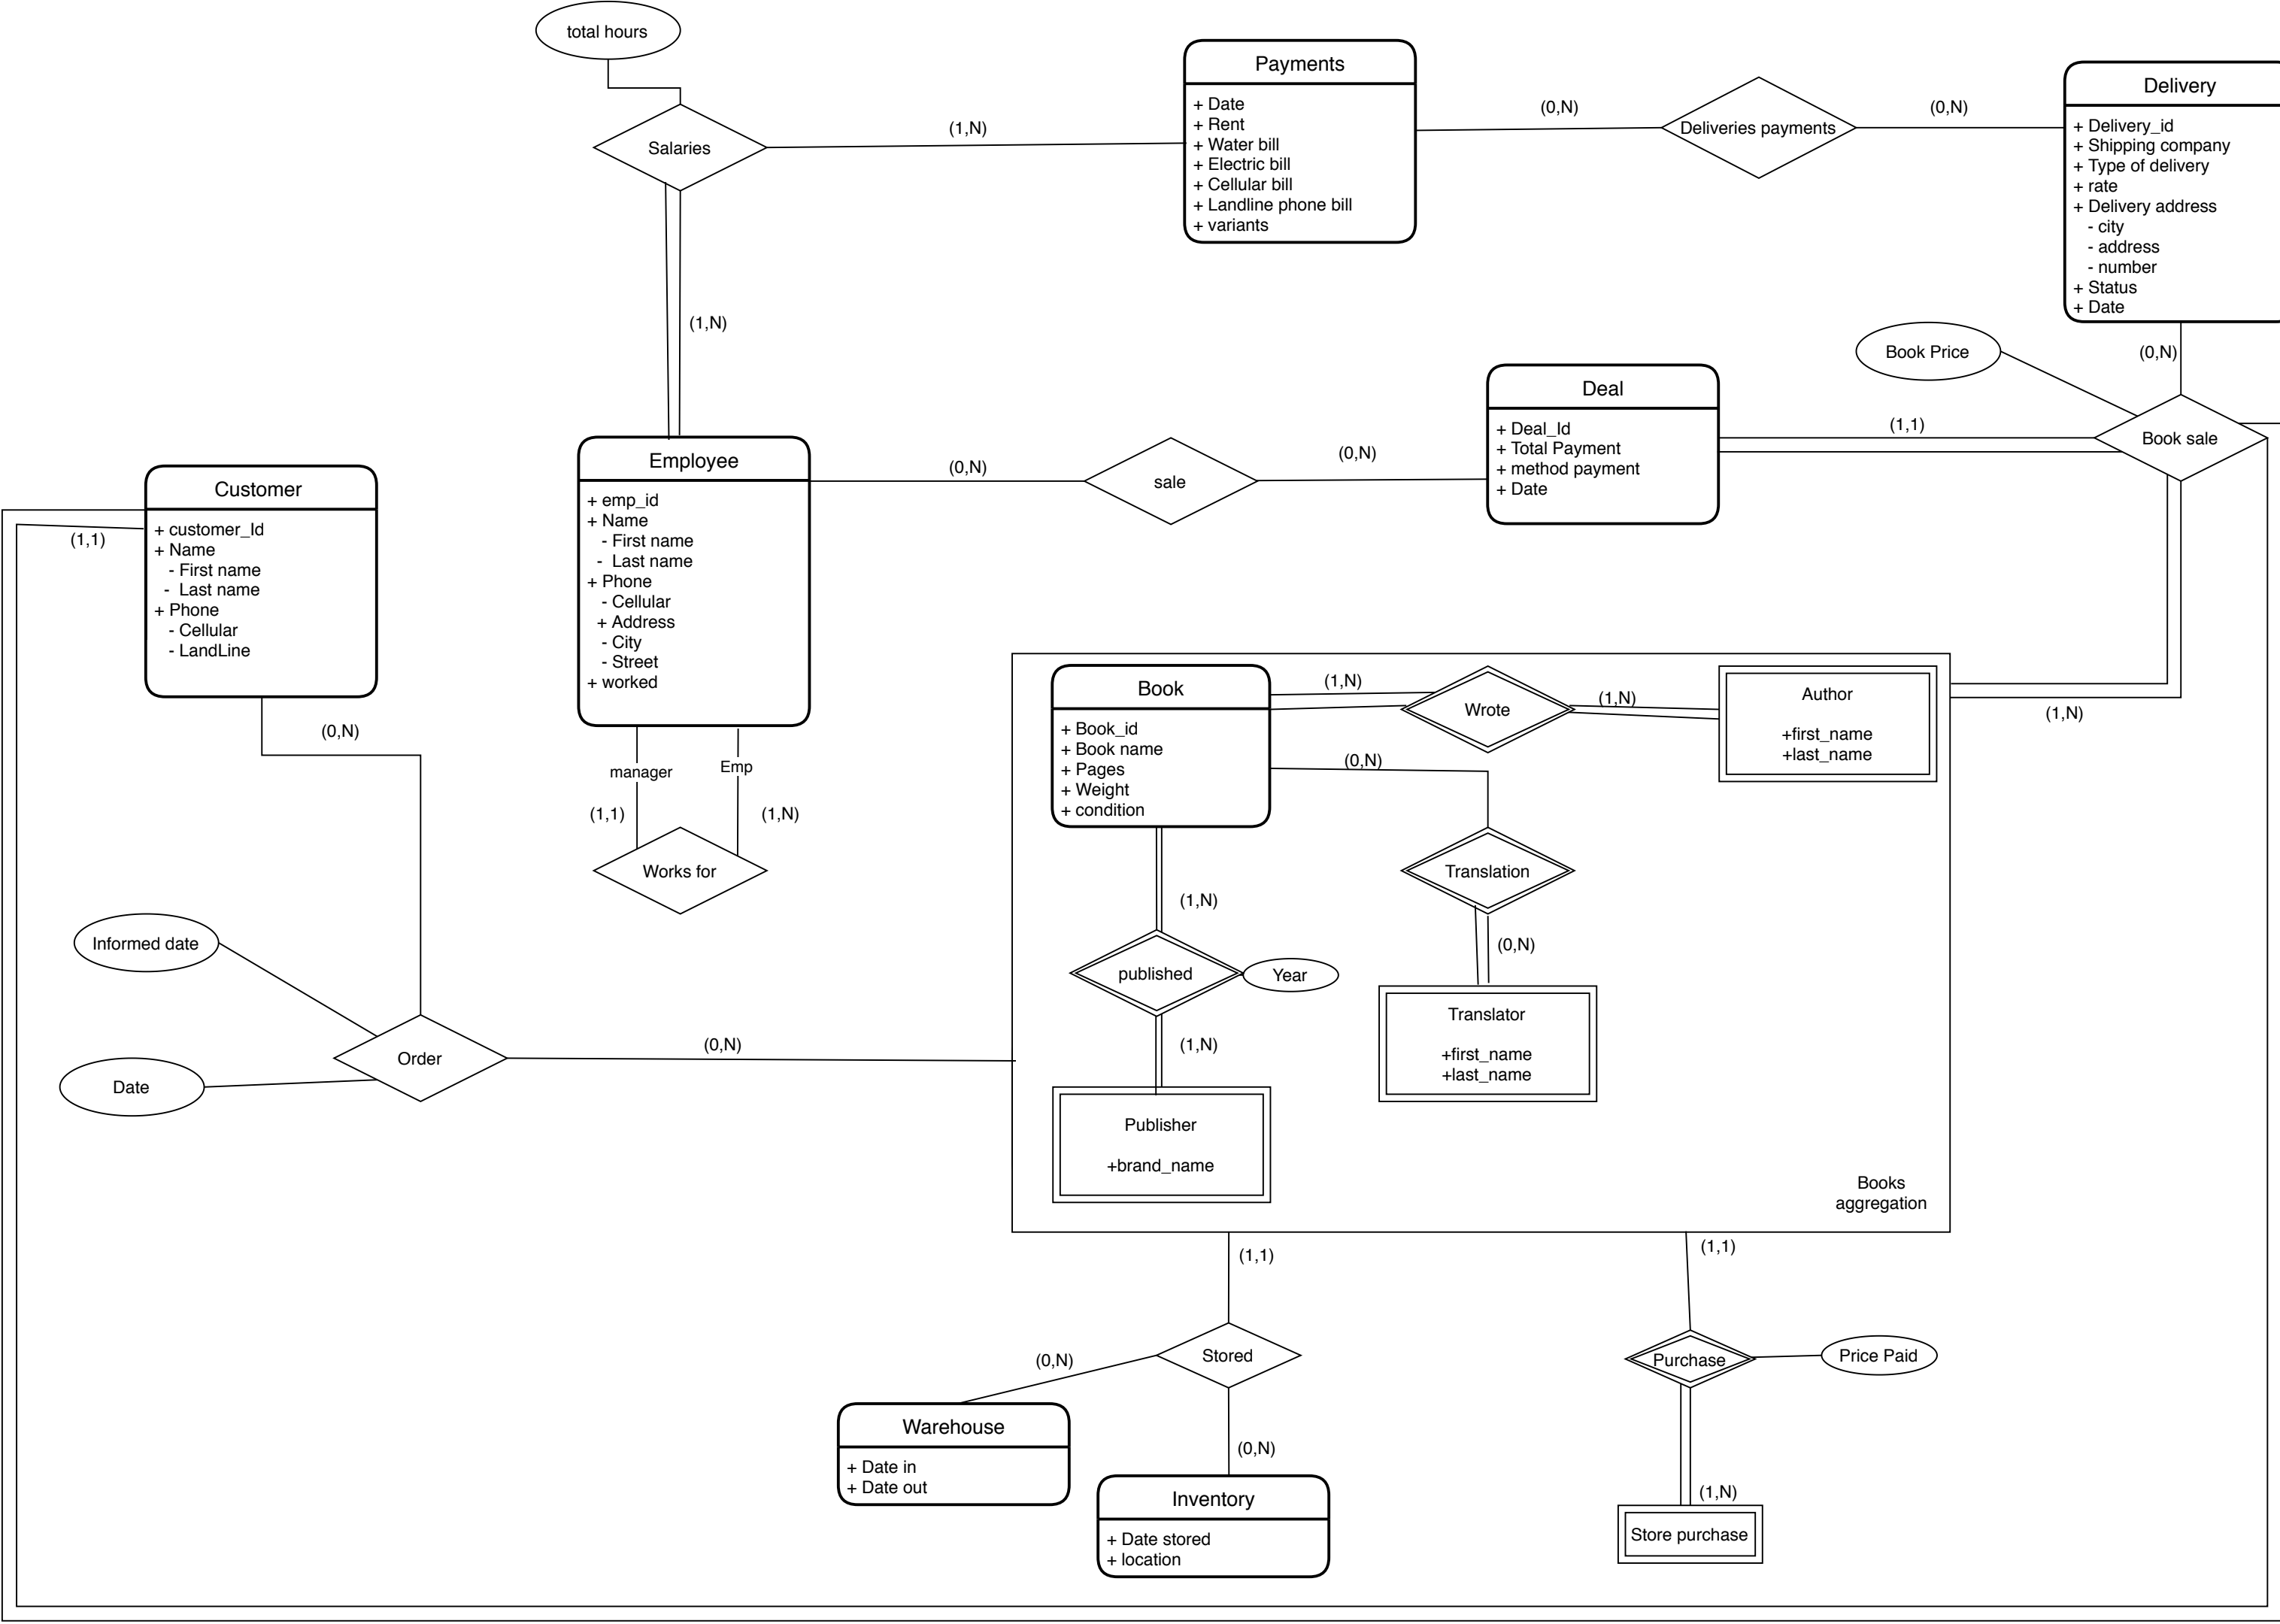 total hours
Salaries
(1,N)
Payments
+ Date
+ Rent
+ Water bill
+ Electric bill
+ Cellular bill
+ Landline phone bill
+ variants
(0,N)
Deliveries payments
(0,N)
Delivery
+ Delivery_id
+ Shipping company
+ Type of delivery
+ rate
+ Delivery address
- city
- address
- number
+ Status
+ Date
(1,N)
Book Price
(0,N)
Book sale
(1,1)
Deal
+ Deal_Id
+ Total Payment
+ method payment
+ Date
(0,N)
sale
(0,N)
Employee
+ emp_id
+ Name
- First name
- Last name
+ Phone
- Cellular
+ Address
- City
- Street
+ worked
Customer
+ customer_Id
+ Name
- First name
- Last name
+ Phone
- Cellular
- LandLine
(1,1)
(0,N)
manager
Emp
(1,1)
(1,N)
Works for
Informed date
Date
Order
(0,N)
Book
+ Book_id
+ Book name
+ Pages
+ Weight
+ condition
(1,N)
Wrote
(1,N)
Author
+first_name
+last_name
(1,N)
(0,N)
Translation
(0,N)
Translator
+first_name
+last_name
(1,N)
published
Year
(1,N)
Publisher
+brand_name
Books
aggregation
(1,1)
Stored
(0,N)
Warehouse
+ Date in
+ Date out
(0,N)
Inventory
+ Date stored
+ location
(1,1)
Purchase
Price Paid
(1,N)
Store purchase